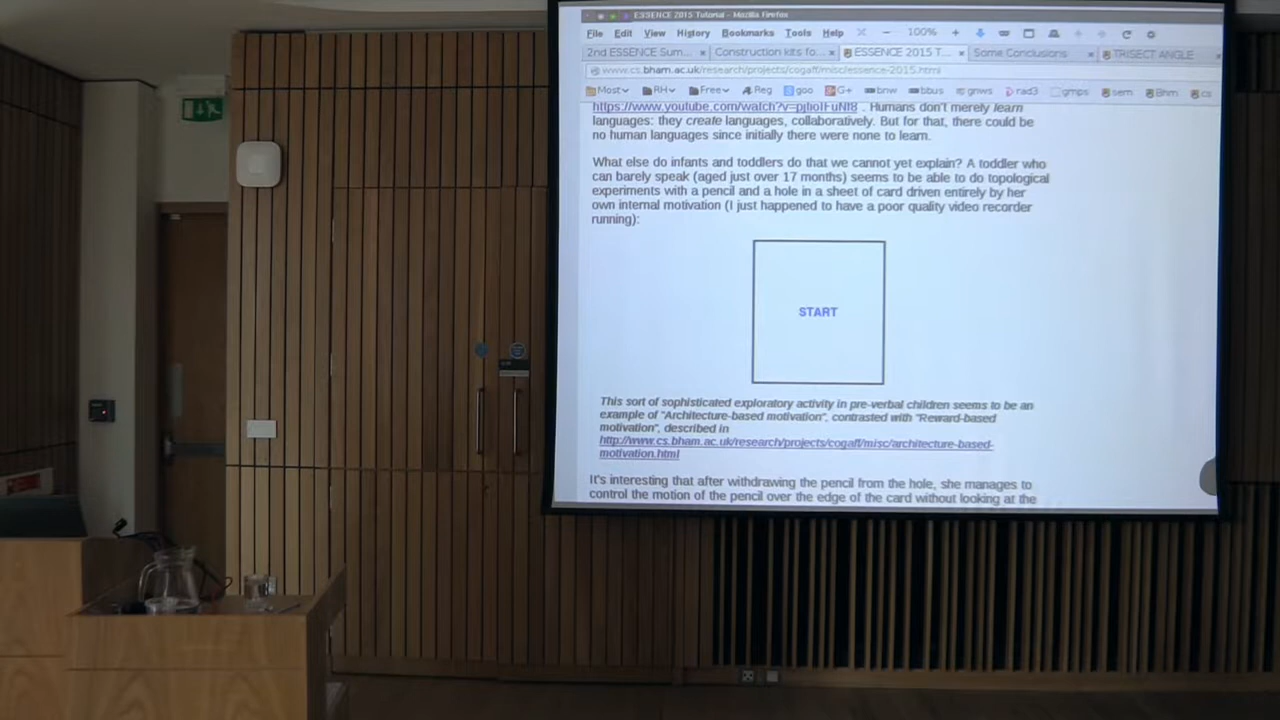 ESSENCE 2015 Tutorial - Mozilla Firefox
File Edit View History Bookmarks Tools Help 100%
2nd ESSENCE Sum... Construction kits fo... ESSENCE 2015 T... Some Conclusions TRISECT ANGLE
www.cs.bham.ac.uk/research/projects/cogaff/misc/essence-2015.html
Most RH Free Reg goo G+ bnw bbus gnws rad3 gmps sem Bhm cs
. Humans don't merely learn
languages: they create languages, collaboratively. But for that, there could be
no human languages since initially there were none to learn.
What else do infants and toddlers do that we cannot yet explain? A toddler who
can barely speak (aged just over 17 months) seems to be able to do topological
experiments with a pencil and a hole in a sheet of card driven entirely by her
own internal motivation (I just happened to have a poor quality video recorder
running):
START
This sort of sophisticated exploratory activity in pre-verbal children seems to be an
example of "Architecture-based motivation", contrasted with "Reward-based
motivation", described in
http://www.cs.bham.ac.uk/research/projects/cogaff/misc/architecture-based-
motivation.html
It's interesting that after withdrawing the pencil from the hole, she manages to
control the motion of the pencil over the edge of the card without looking at the